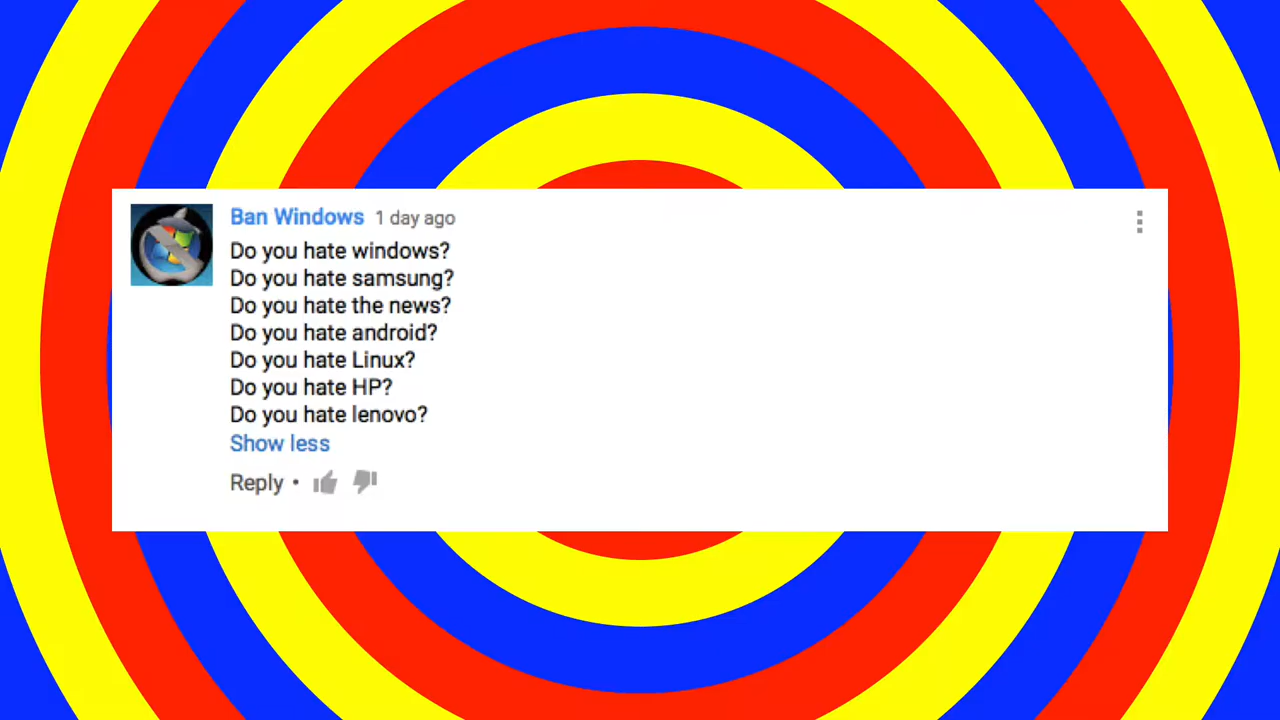 Ban Windows 1 day ago
Do you hate windows?
Do you hate samsung?
Do you hate the news?
Do you hate android?
Do you hate Linux?
Do you hate HP?
Do you hate lenovo?
Show less
Reply •